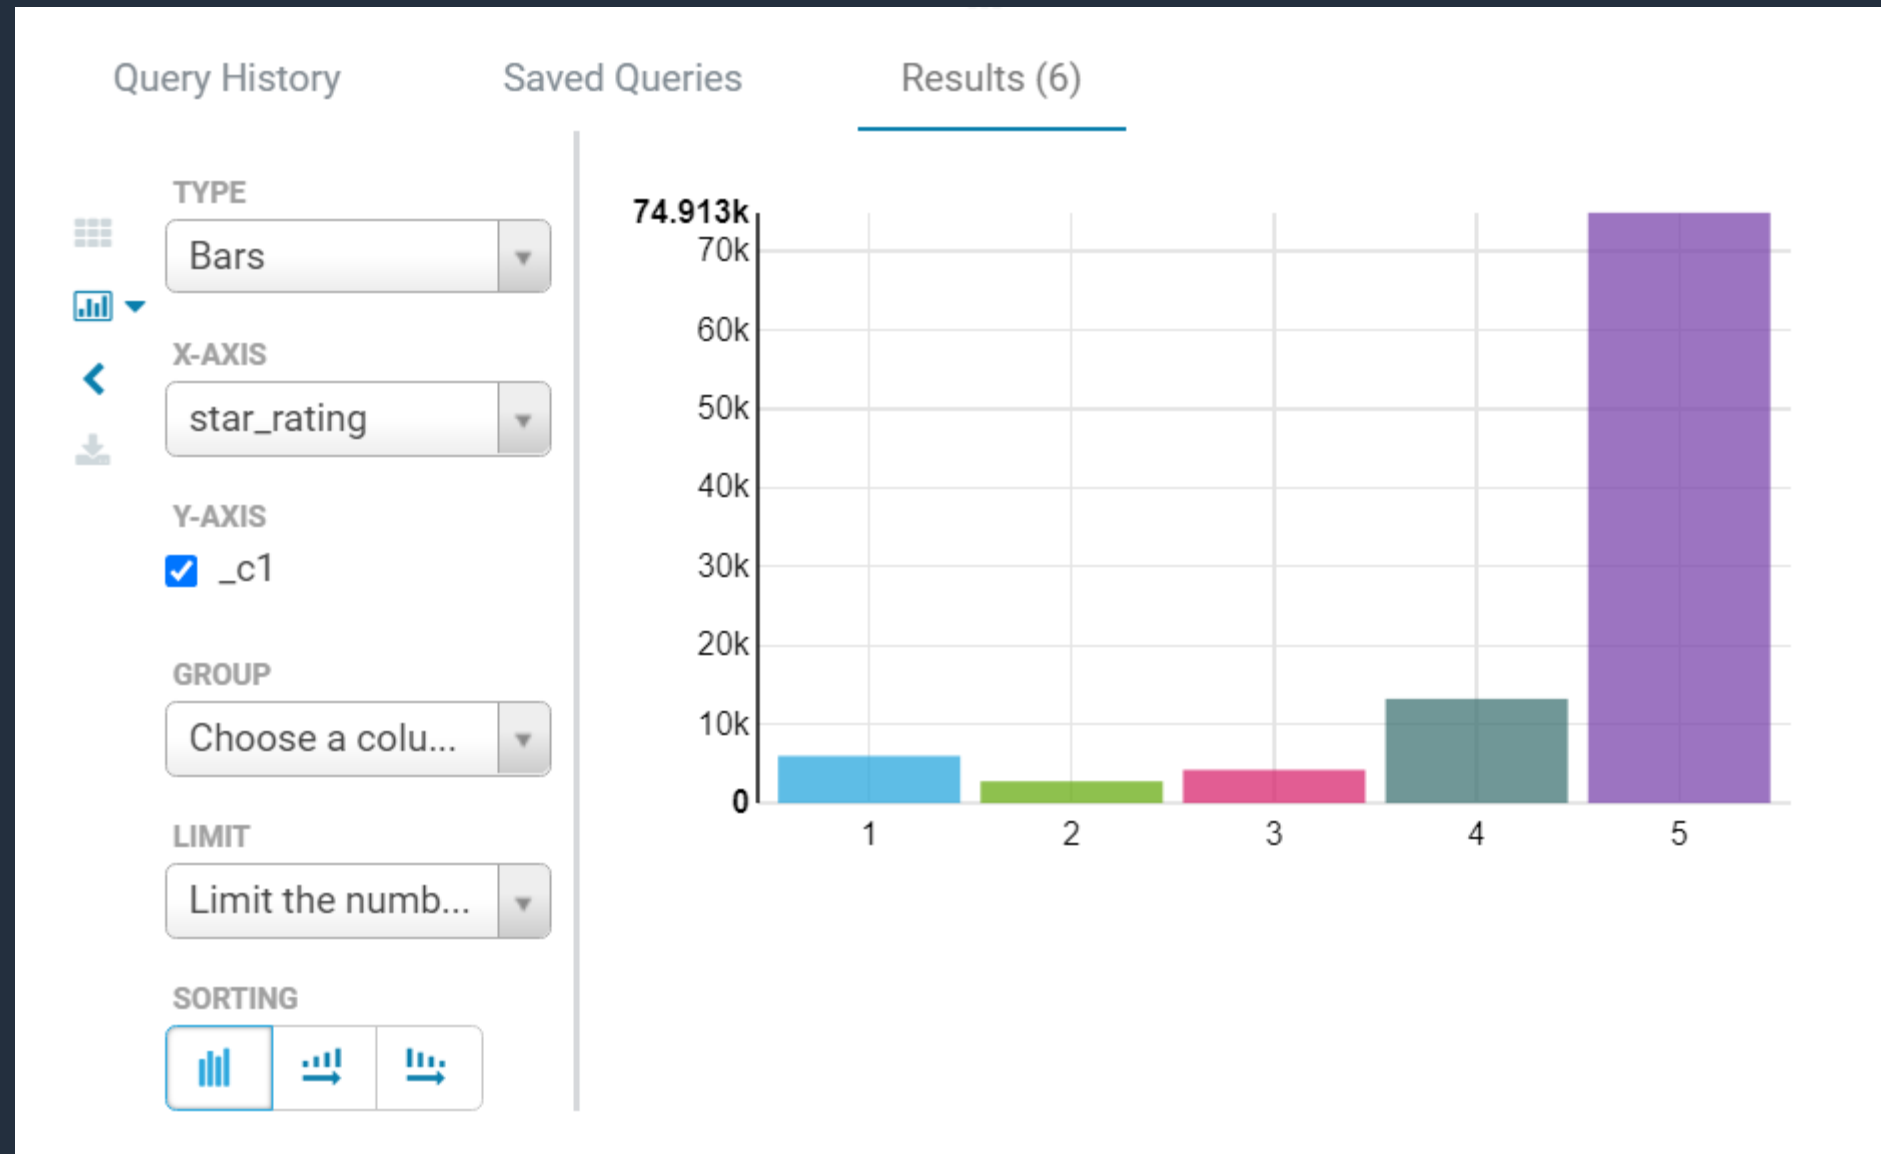 Query History
Saved Queries
Results (6)
TYPE
Bars
X-AXIS
star_rating
Y-AXIS
_c1
GROUP
Choose a colu...
LIMIT
Limit the numb...
SORTING
74.913k
70k
60k
50k
40k
30k
20k
10k
0
1
2
3
4
5